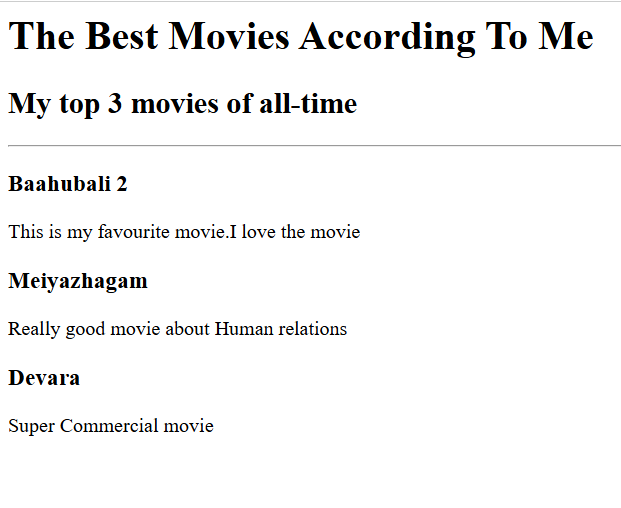 The Best Movies According To Me
My top 3 movies of all-time
Baahubali 2
This is my favourite movie.I love the movie
Meiyazhagam
Really good movie about Human relations
Devara
Super Commercial movie